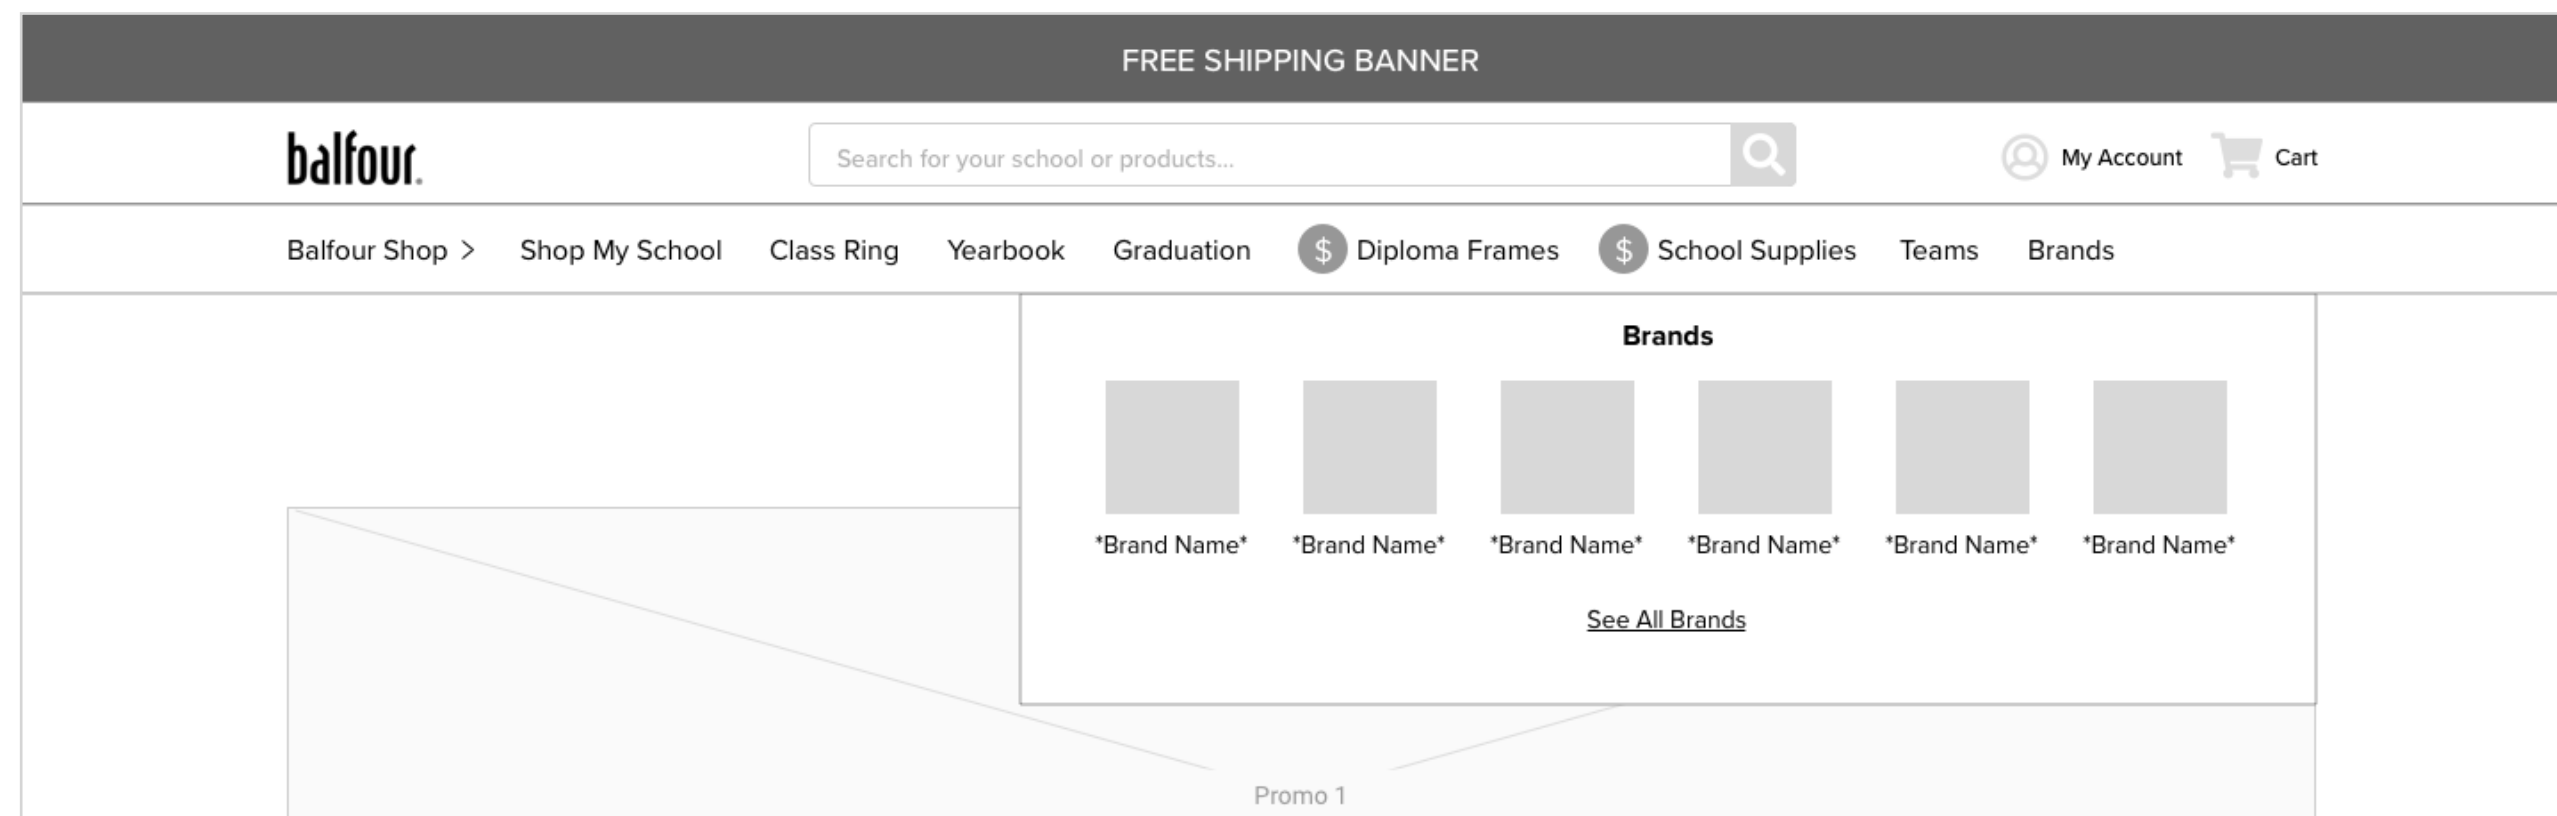 FREE SHIPPING BANNER
balfour.
Search for your school or products...
My Account
Cart
Balfour Shop > Shop My School Class Ring Yearbook Graduation $ Diploma Frames $ School Supplies Teams Brands
Brands
*Brand Name* *Brand Name* *Brand Name* *Brand Name* *Brand Name* *Brand Name*
See All Brands
Promo 1